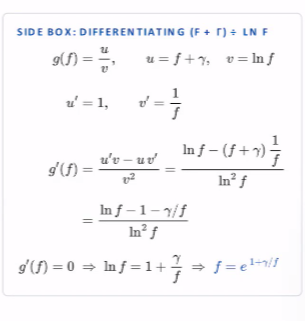 SIDE BOX: DIFFERENTIATING (F + Γ) ÷ LN F
g(f) = u/v, u = f + γ, v = ln f
u′ = 1, v′ = 1/f
g′(f) = (u′v − uv′)/v² = (ln f − (f + γ) 1/f)/ln² f
= (ln f − 1 − γ/f)/ln² f
g′(f) = 0 ⇒ ln f = 1 + γ/f ⇒ f = e^(1+γ/f)